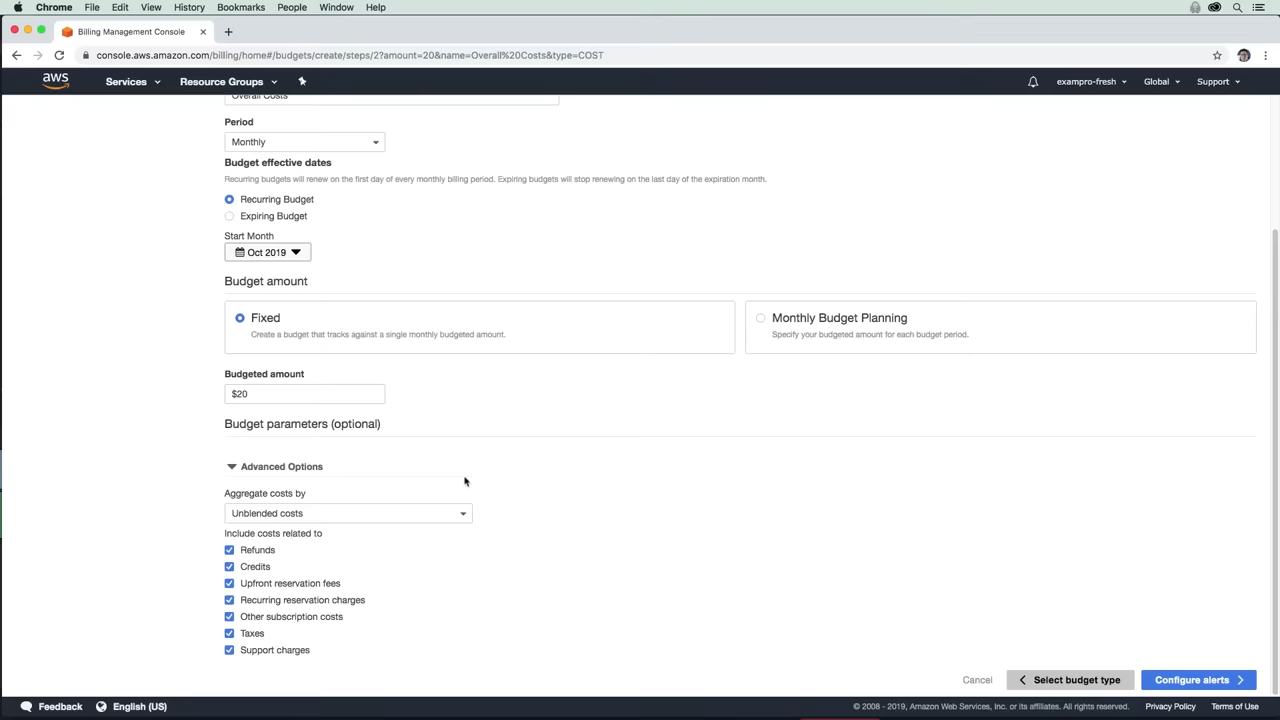 Chrome File Edit View History Bookmarks People Window Help
Billing Management Console
console.aws.amazon.com/billing/home#/budgets/create/steps/2?amount=20&name=Overall%20Costs&type=COST
aws Services Resource Groups exampro-fresh Global Support
Overall Costs
Period
Monthly
Budget effective dates
Recurring budgets will renew on the first day of every monthly billing period. Expiring budgets will stop renewing on the last day of the expiration month.
Recurring Budget
Expiring Budget
Start Month
Oct 2019
Budget amount
Fixed
Create a budget that tracks against a single monthly budgeted amount.
Monthly Budget Planning
Specify your budgeted amount for each budget period.
Budgeted amount
$20
Budget parameters (optional)
Advanced Options
Aggregate costs by
Unblended costs
Include costs related to
Refunds
Credits
Upfront reservation fees
Recurring reservation charges
Other subscription costs
Taxes
Support charges
Cancel Select budget type Configure alerts
Feedback English (US) © 2008 - 2019, Amazon Web Services, Inc. or its affiliates. All rights reserved. Privacy Policy Terms of Use